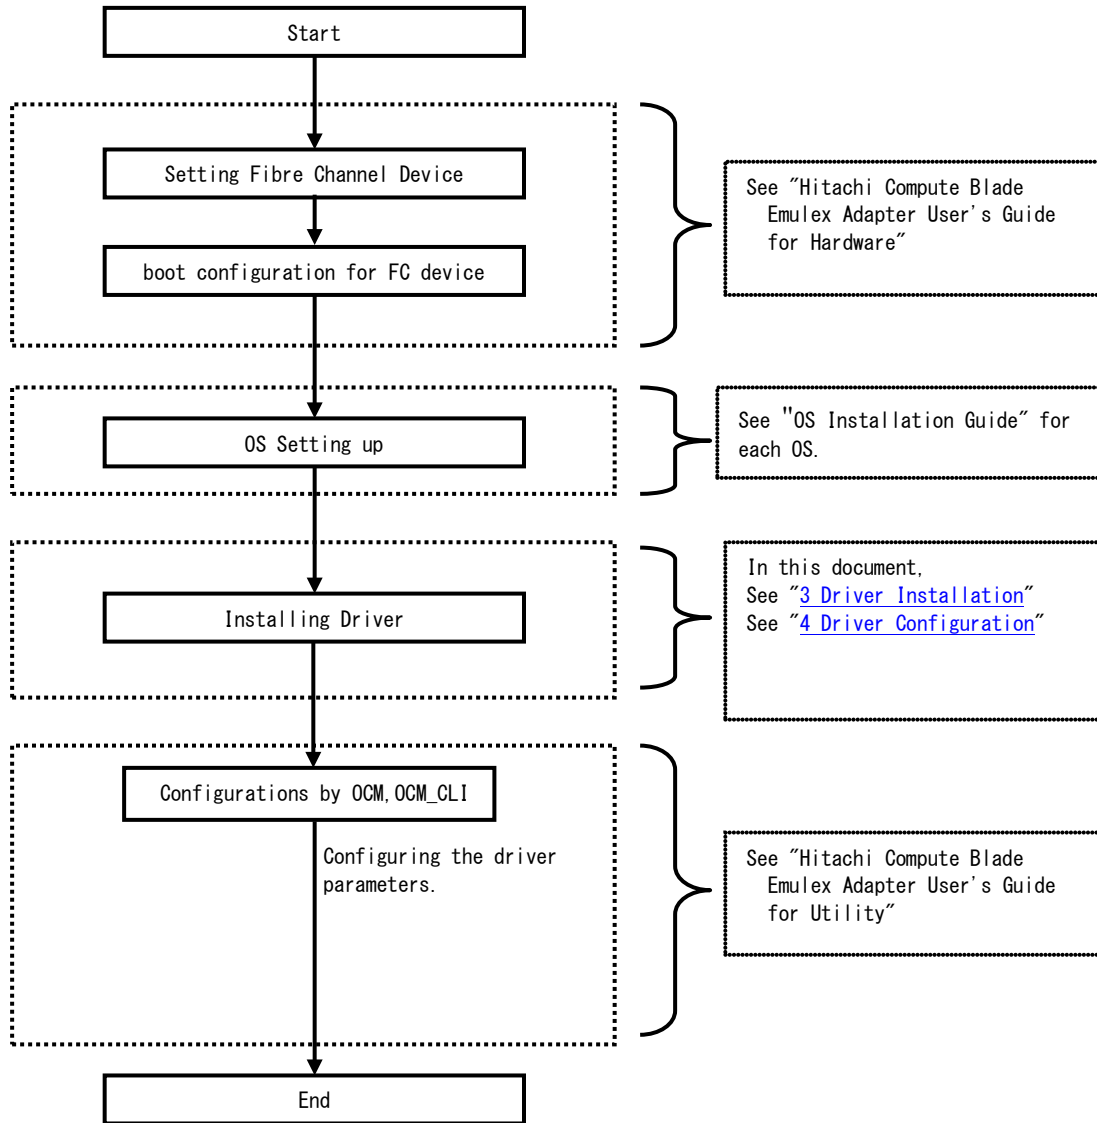 Start
Setting Fibre Channel Device
boot configuration for FC device
See "Hitachi Compute Blade
Emulex Adapter User's Guide
for Hardware"
OS Setting up
See "OS Installation Guide" for
each OS.
Installing Driver
In this document,
See "3 Driver Installation"
See "4 Driver Configuration"
Configurations by OCM,OCM_CLI
Configuring the driver
parameters.
See "Hitachi Compute Blade
Emulex Adapter User's Guide
for Utility"
End